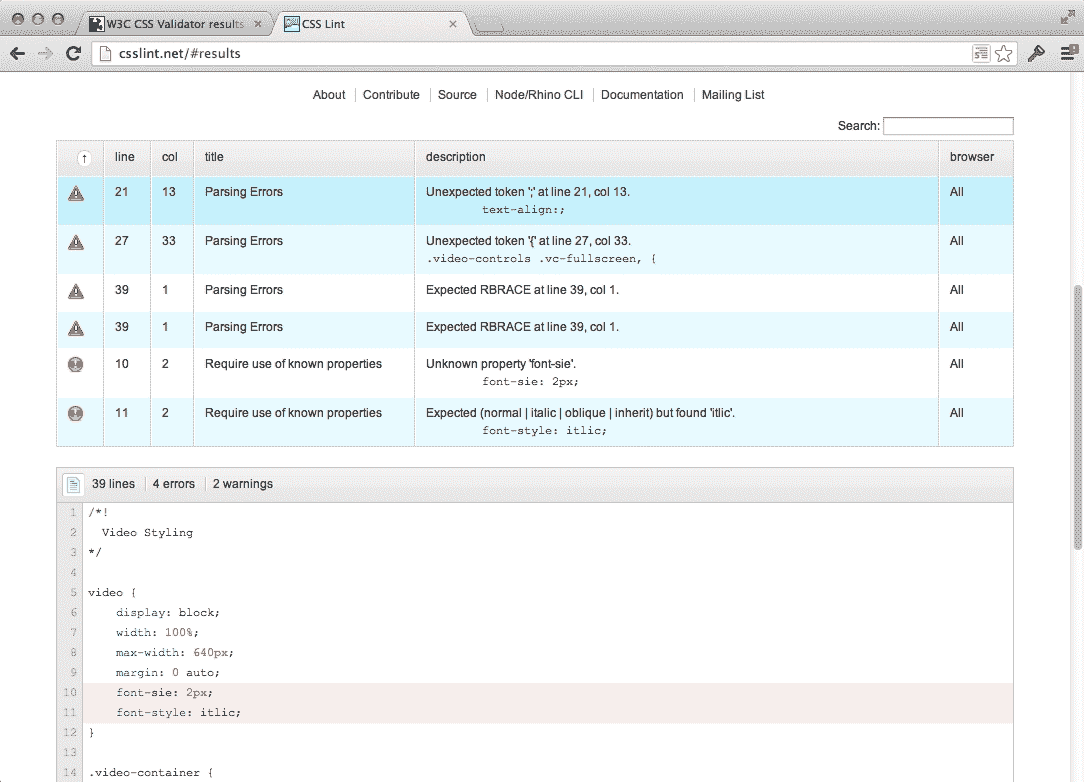 W3C CSS Validator results
CSS Lint
csslint.net/#results
About Contribute Source Node/Rhino CLI Documentation Mailing List
Search:
↑ line col title description browser
21 13 Parsing Errors Unexpected token ';' at line 21, col 13. All
text-align:;
27 33 Parsing Errors Unexpected token '{' at line 27, col 33. All
.video-controls .vc-fullscreen, {
39 1 Parsing Errors Expected RBRACE at line 39, col 1. All
39 1 Parsing Errors Expected RBRACE at line 39, col 1. All
10 2 Require use of known properties Unknown property 'font-sie'. All
font-sie: 2px;
11 2 Require use of known properties Expected (normal | italic | oblique | inherit) but found 'itlic'. All
font-style: itlic;
39 lines 4 errors 2 warnings
1 /*!
2 Video Styling
3 */
4
5 video {
6 display: block;
7 width: 100%;
8 max-width: 640px;
9 margin: 0 auto;
10 font-sie: 2px;
11 font-style: itlic;
12 }
13
14 .video-container {